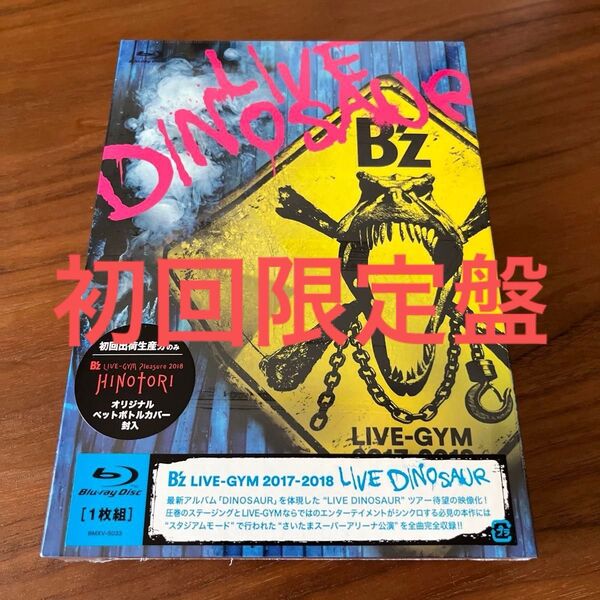 LIVE
DINOSAUR
B'z
初回限定盤
LIVE-GYM
2017-2018
初回出荷生産分のみ
B'z LIVE-GYM Pleasure 2018
HINOTORI
オリジナル
ペットボトルカバー
封入
Blu-ray Disc
[1枚組]
BMXV-5033
B'z LIVE-GYM 2017-2018 LIVE DINOSAUR
最新アルバム「DINOSAUR」を体現した "LIVE DINOSAUR" ツアー待望の映像化!
圧巻のステージングとLIVE-GYMならではのエンターテイメントがシンクロする必見の本作には
"スタジアムモード"で行われた"さいたまスーパーアリーナ公演"を全曲完全収録!!